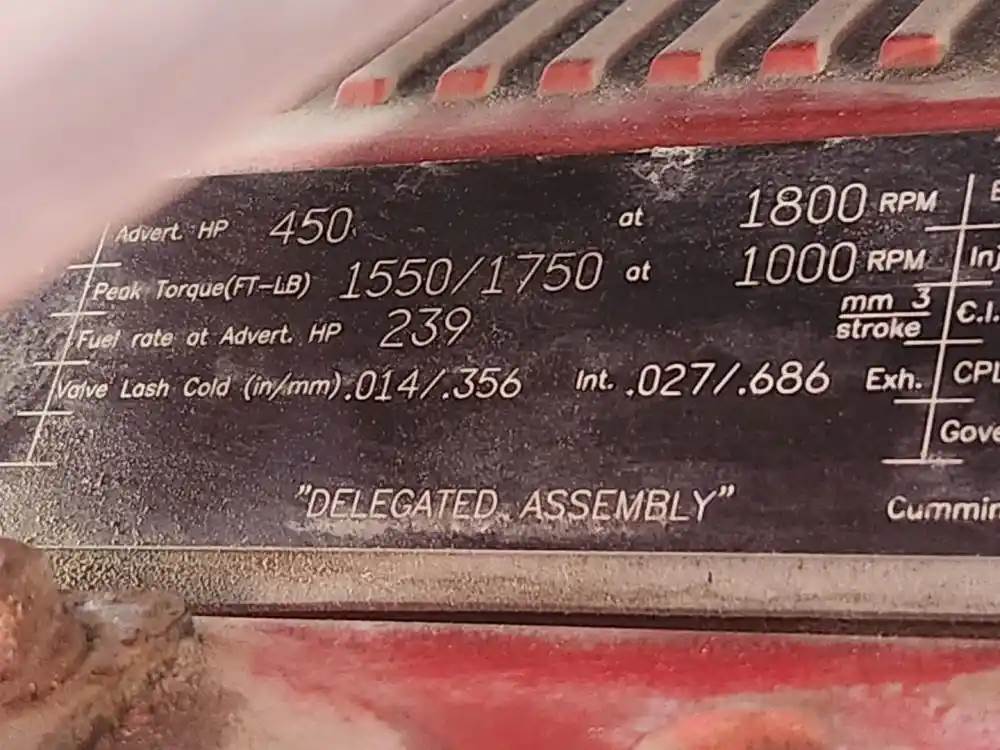 Advert. HP 450 at 1800 RPM
Peak Torque(FT-LB) 1550/1750 at 1000 RPM Inj
Fuel rate at Advert. HP 239 mm 3 stroke C.I.
Valve Lash Cold (in/mm) .014/.356 Int. .027/.686 Exh. CPL
Gove
"DELEGATED ASSEMBLY" Cummin